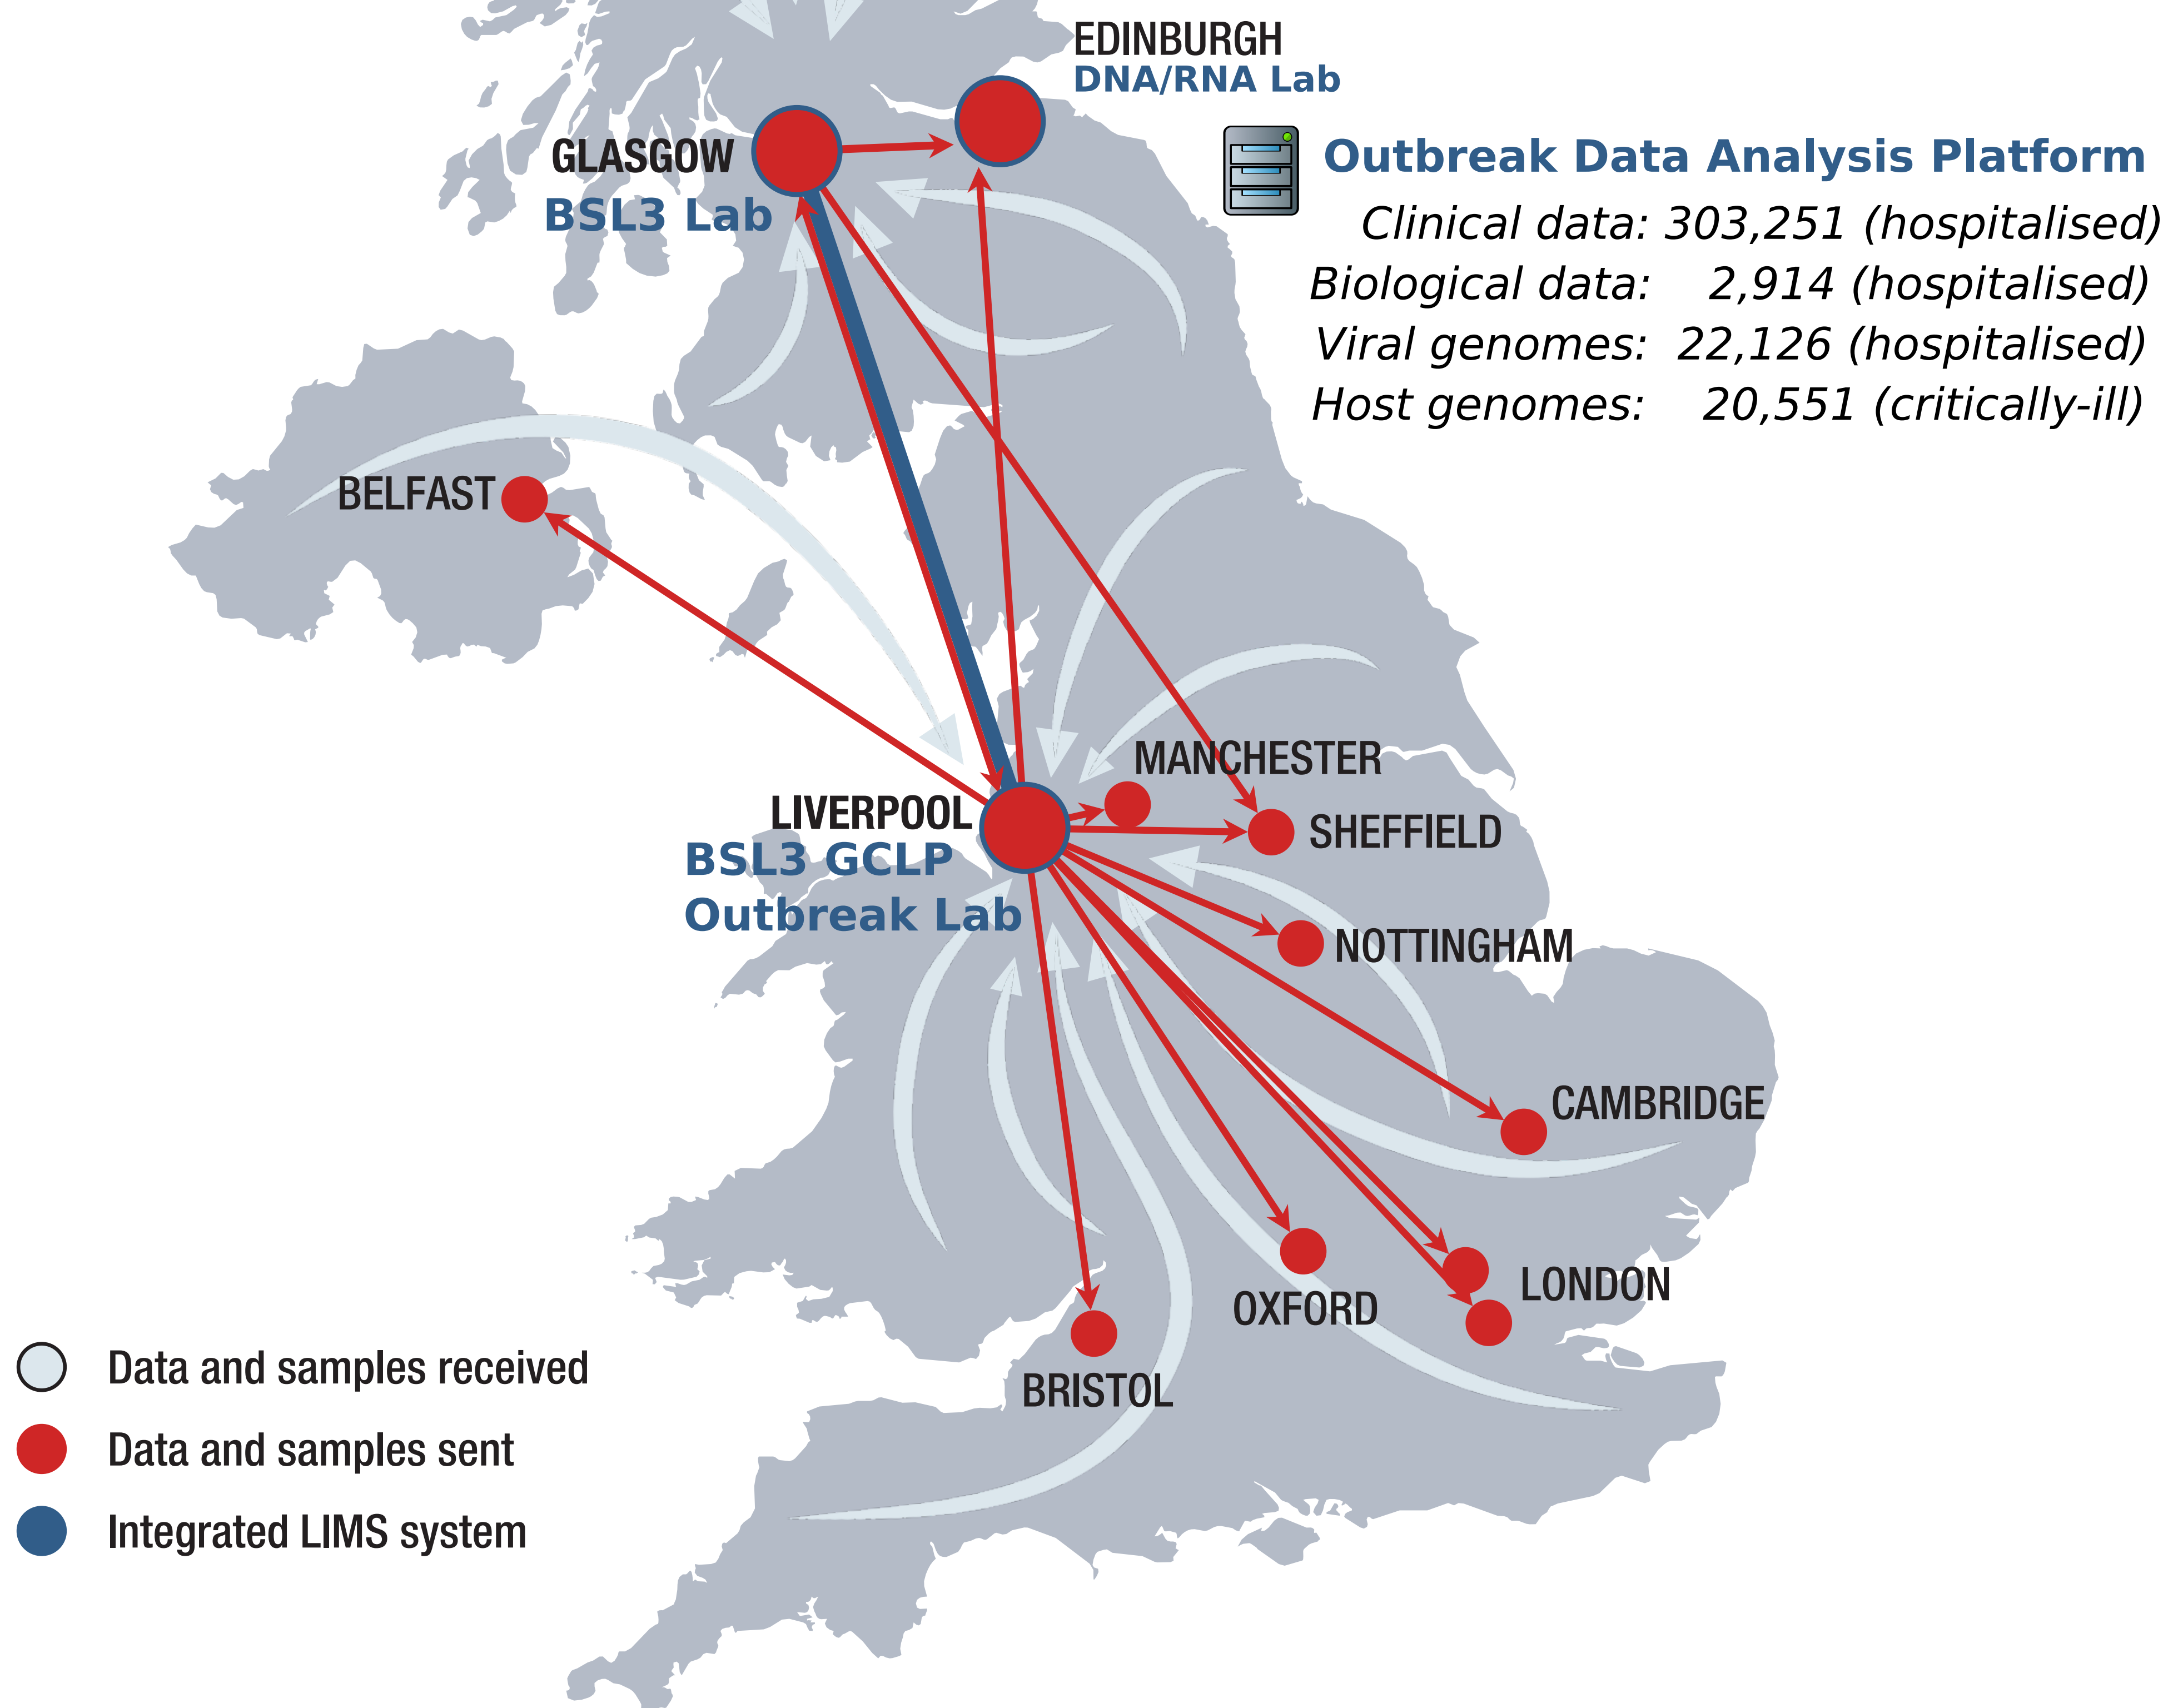 EDINBURGH
DNA/RNA Lab
GLASGOW
BSL3 Lab
Outbreak Data Analysis Platform
Clinical data: 303,251 (hospitalised)
Biological data: 2,914 (hospitalised)
Viral genomes: 22,126 (hospitalised)
Host genomes: 20,551 (critically-ill)
BELFAST
MANCHESTER
LIVERPOOL
BSL3 GCLP
Outbreak Lab
SHEFFIELD
NOTTINGHAM
CAMBRIDGE
LONDON
OXFORD
BRISTOL
Data and samples received
Data and samples sent
Integrated LIMS system